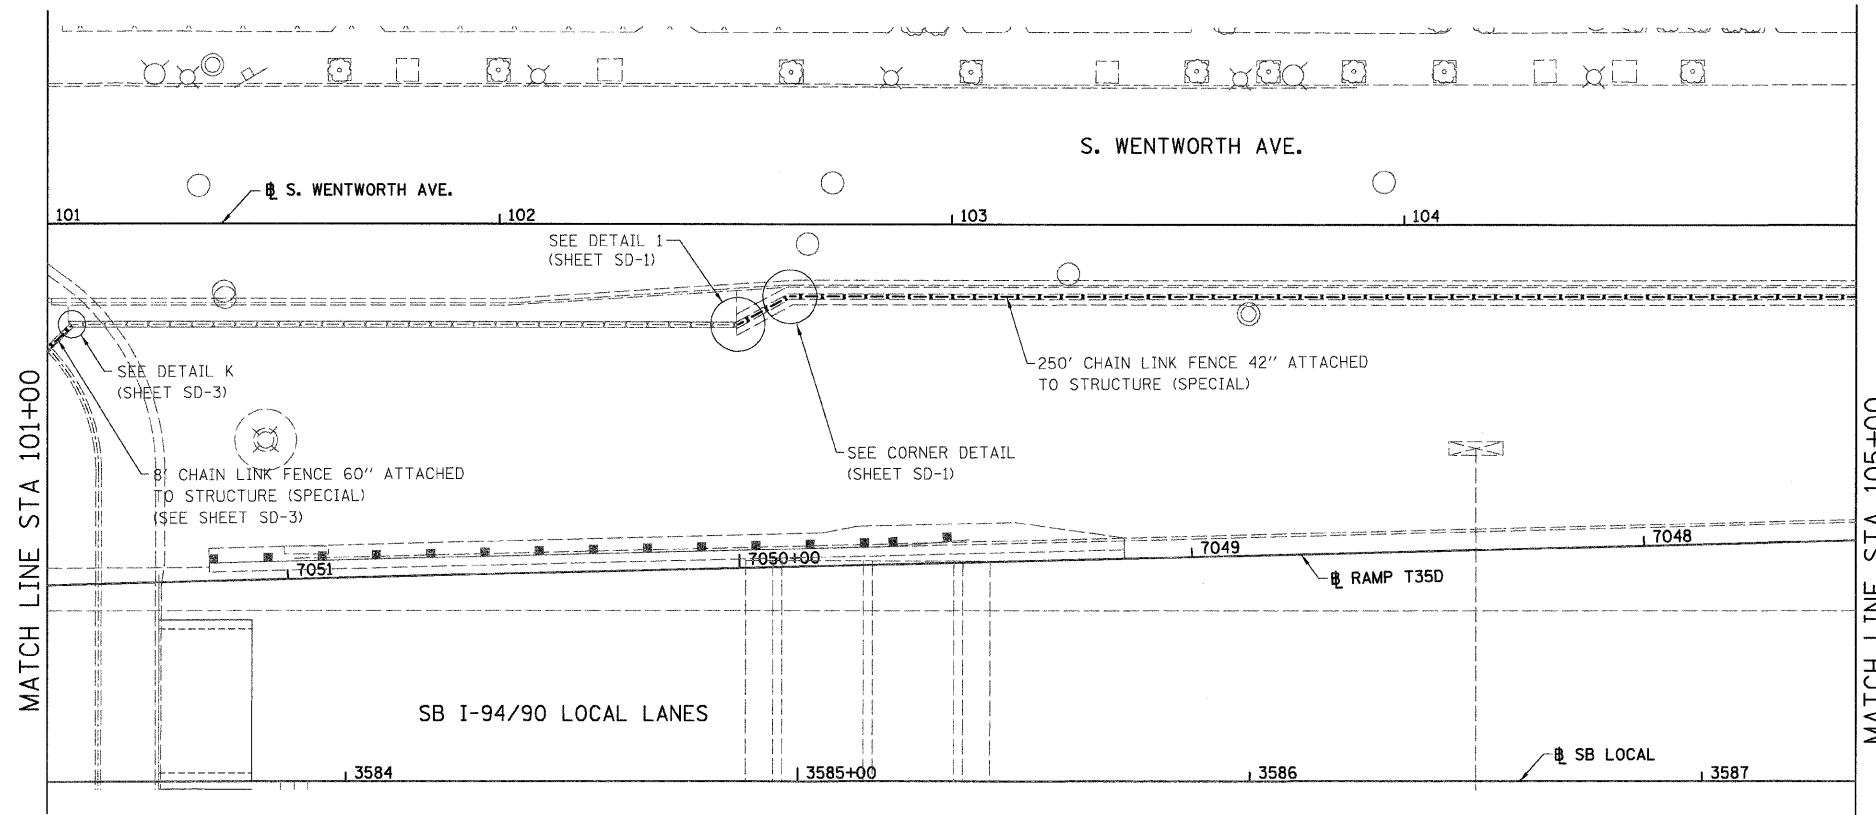 S. WENTWORTH AVE.
℄ S. WENTWORTH AVE.
101
102
103
104
SEE DETAIL 1
(SHEET SD-1)
SEE DETAIL K
(SHEET SD-3)
250' CHAIN LINK FENCE 42" ATTACHED
TO STRUCTURE (SPECIAL)
SEE CORNER DETAIL
(SHEET SD-1)
8' CHAIN LINK FENCE 60" ATTACHED
TO STRUCTURE (SPECIAL)
(SEE SHEET SD-3)
MATCH LINE STA 101+00
MATCH LINE STA 105+00
7051
7050+00
7049
7048
℄ RAMP T35D
SB I-94/90 LOCAL LANES
℄ SB LOCAL
3584
3585+00
3586
3587